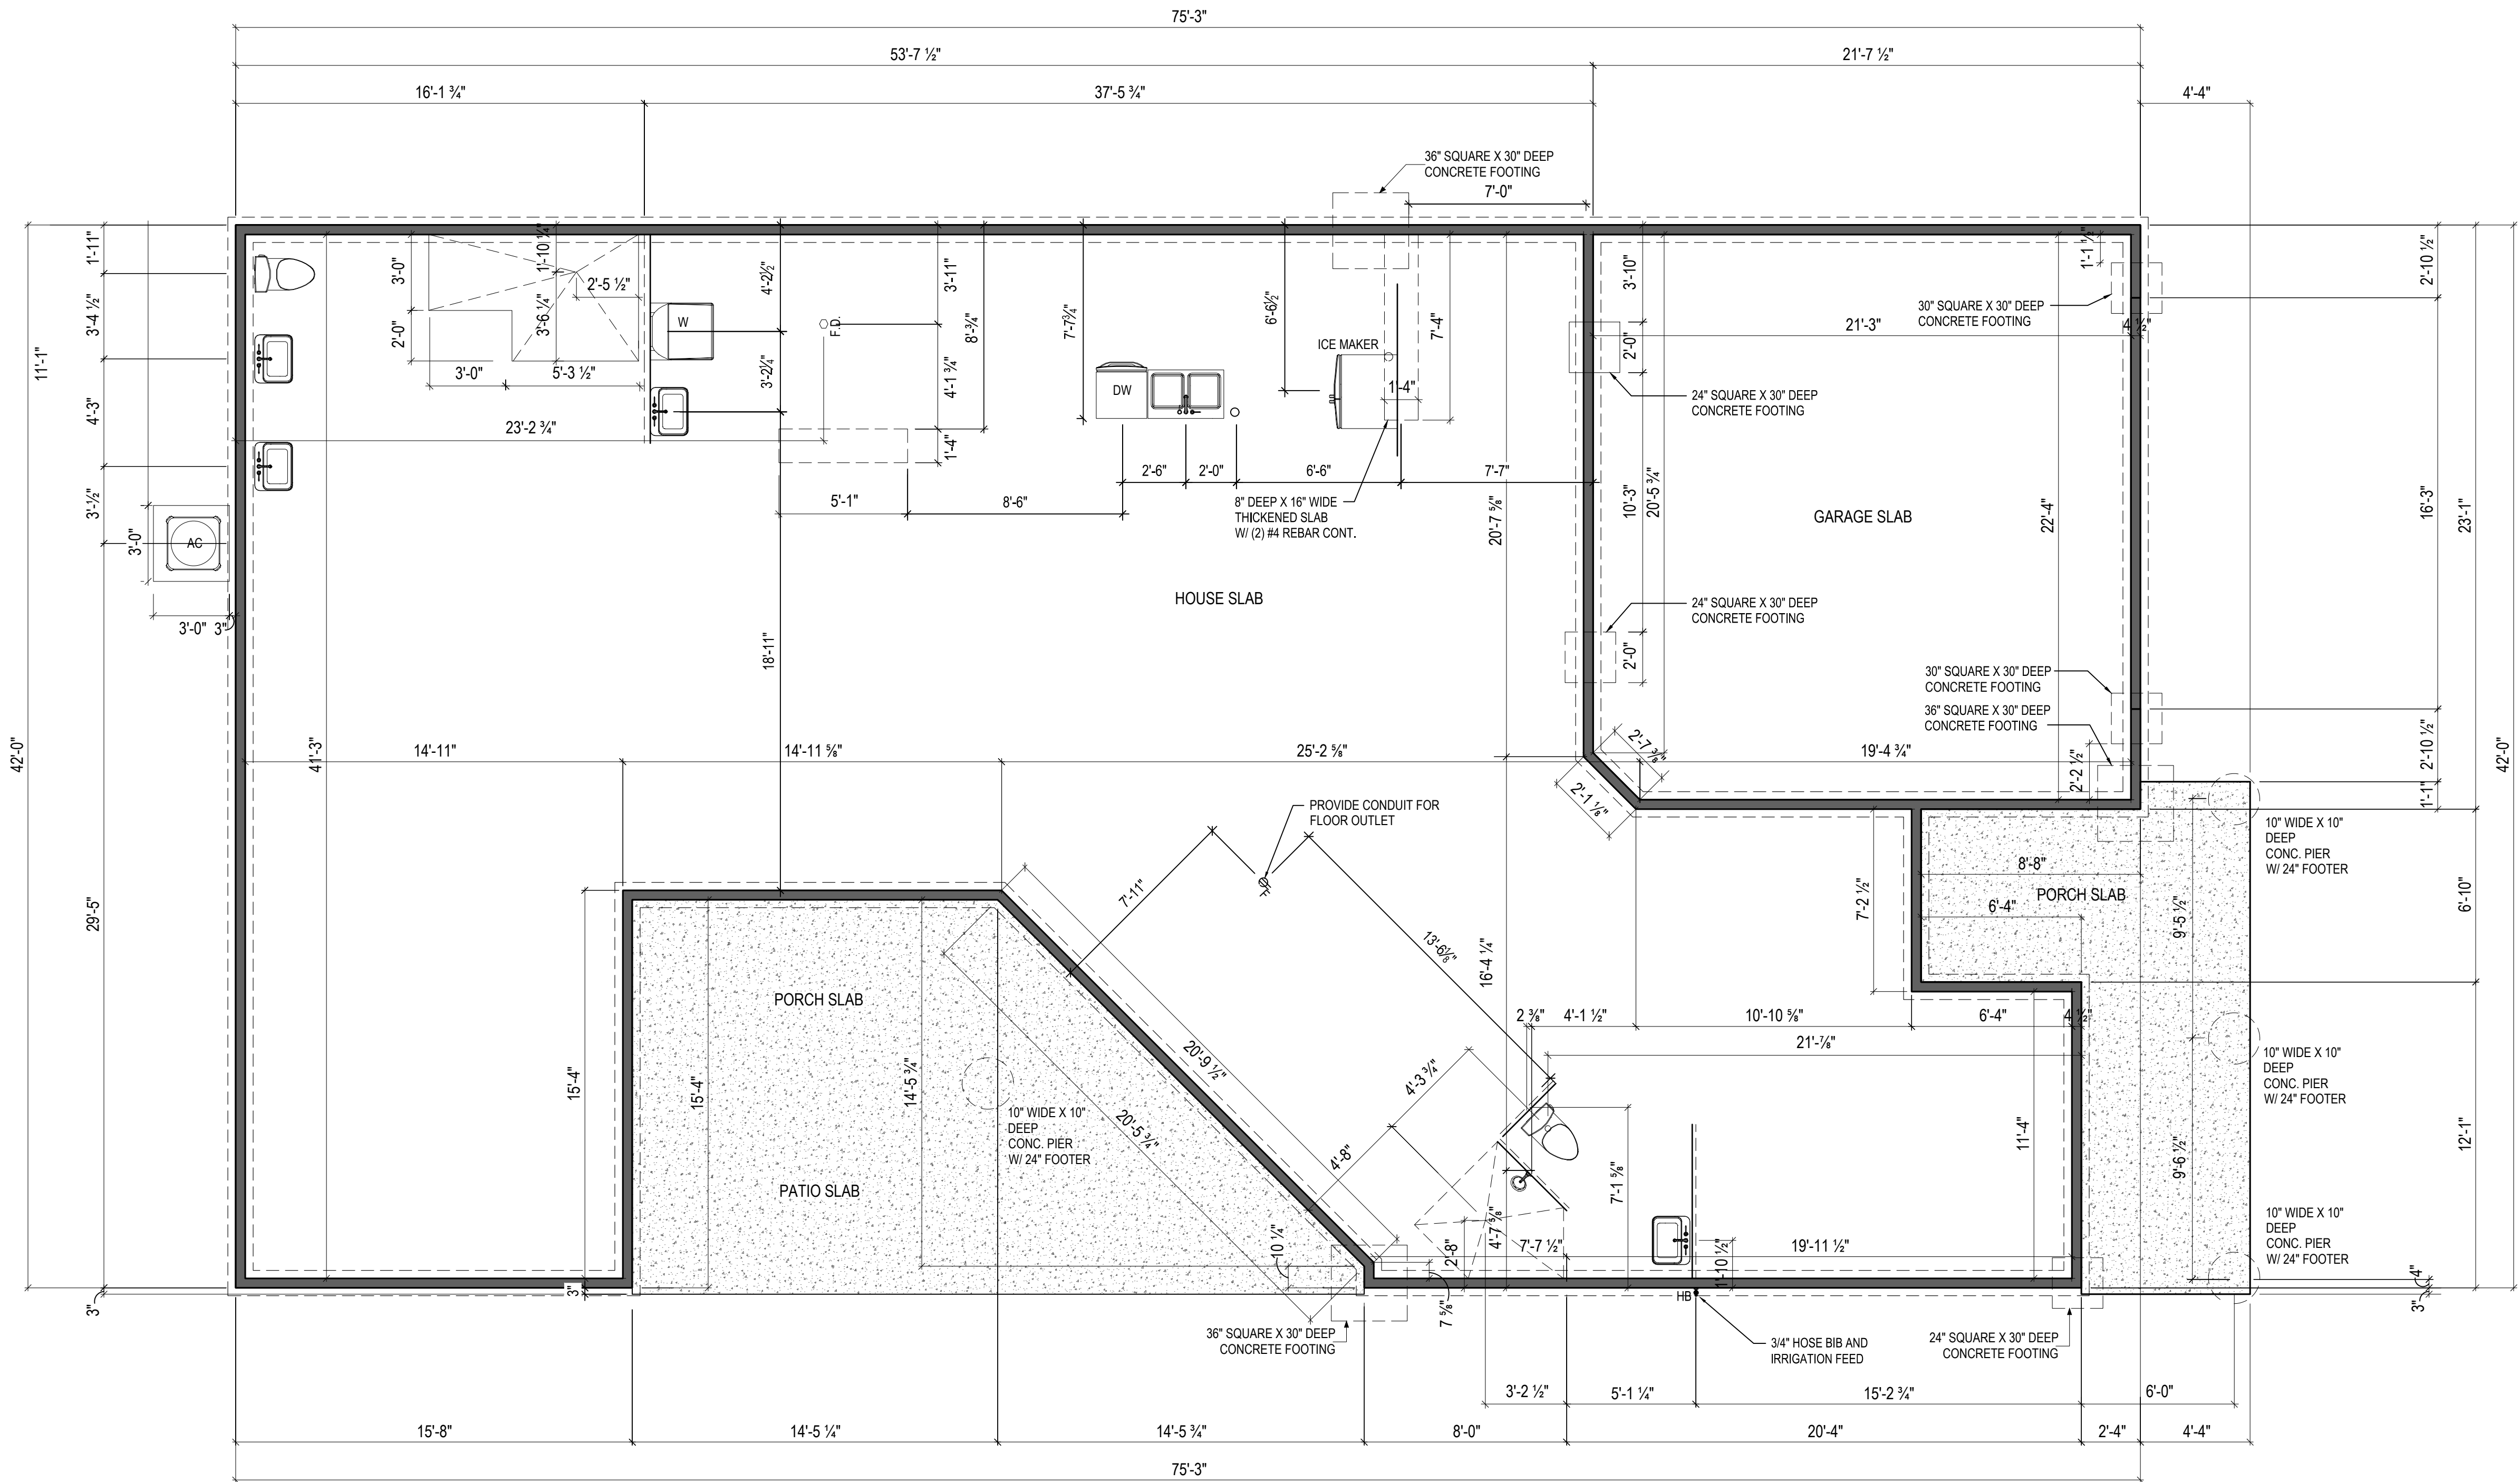 75'-3"
53'-7 ½"
21'-7 ½"
16'-1 ¾"
37'-5 ¾"
4'-4"
36" SQUARE X 30" DEEP
CONCRETE FOOTING
7'-0"
1'-11"
3'-4 ½"
4'-3"
3'-½"
11'-1"
42'-0"
29'-5"
3"
3'-0"
AC
3'-0"
3"
3'-0"
2'-0"
1'-10 ¼"
2'-5 ½"
3'-6 ¼"
3'-0"
5'-3 ½"
23'-2 ¾"
W
4'-2½"
3'-2¼"
F.D.
3'-11"
8'-¾"
4'-1 ¾"
1'-4"
7'-7¾"
DW
6'-6½"
ICE MAKER
1'-4"
7'-4"
2'-6"
2'-0"
6'-6"
7'-7"
5'-1"
8'-6"
8" DEEP X 16" WIDE
THICKENED SLAB
W/ (2) #4 REBAR CONT.
20'-7 ⅝"
3'-10"
2'-0"
24" SQUARE X 30" DEEP
CONCRETE FOOTING
10'-3"
20'-5 ¾"
21'-3"
4 ½"
1'-1 ½"
30" SQUARE X 30" DEEP
CONCRETE FOOTING
GARAGE SLAB
22'-4"
2'-10 ½"
16'-3"
23'-1"
HOUSE SLAB
24" SQUARE X 30" DEEP
CONCRETE FOOTING
2'-0"
18'-11"
30" SQUARE X 30" DEEP
CONCRETE FOOTING
36" SQUARE X 30" DEEP
CONCRETE FOOTING
14'-11"
41'-3"
14'-11 ⅝"
25'-2 ⅝"
2'-7 ⅜"
2'-1 ⅛"
19'-4 ¾"
2'-2 ½"
2'-10 ½"
1'-1"
42'-0"
PROVIDE CONDUIT FOR
FLOOR OUTLET
10" WIDE X 10"
DEEP
CONC. PIER
W/ 24" FOOTER
7'-11"
8'-8"
PORCH SLAB
6'-4"
7'-2 ½"
9'-5 ½"
6'-10"
13'-6⅛"
16'-4 ¼"
PORCH SLAB
2 ⅜"
4'-1 ½"
10'-10 ⅝"
6'-4"
4 ½"
21'-⅞"
15'-4"
15'-4"
14'-5 ¾"
20'-9 ½"
4'-3 ¾"
10" WIDE X 10"
DEEP
CONC. PIER
W/ 24" FOOTER
10" WIDE X 10"
DEEP
CONC. PIER
W/ 24" FOOTER
20'-5 ¾"
4'-8"
7'-1 ⅝"
11'-4"
9'-6 ½"
12'-1"
PATIO SLAB
10 ¼"
2'-8"
4'-7 ⅝"
7'-7 ½"
1'-10 ½"
19'-11 ½"
10" WIDE X 10"
DEEP
CONC. PIER
W/ 24" FOOTER
4"
3"
3"
7 ⅝"
HB
36" SQUARE X 30" DEEP
CONCRETE FOOTING
3/4" HOSE BIB AND
IRRIGATION FEED
24" SQUARE X 30" DEEP
CONCRETE FOOTING
3'-2 ½"
5'-1 ¼"
15'-2 ¾"
6'-0"
15'-8"
14'-5 ¼"
14'-5 ¾"
8'-0"
20'-4"
2'-4"
4'-4"
75'-3"